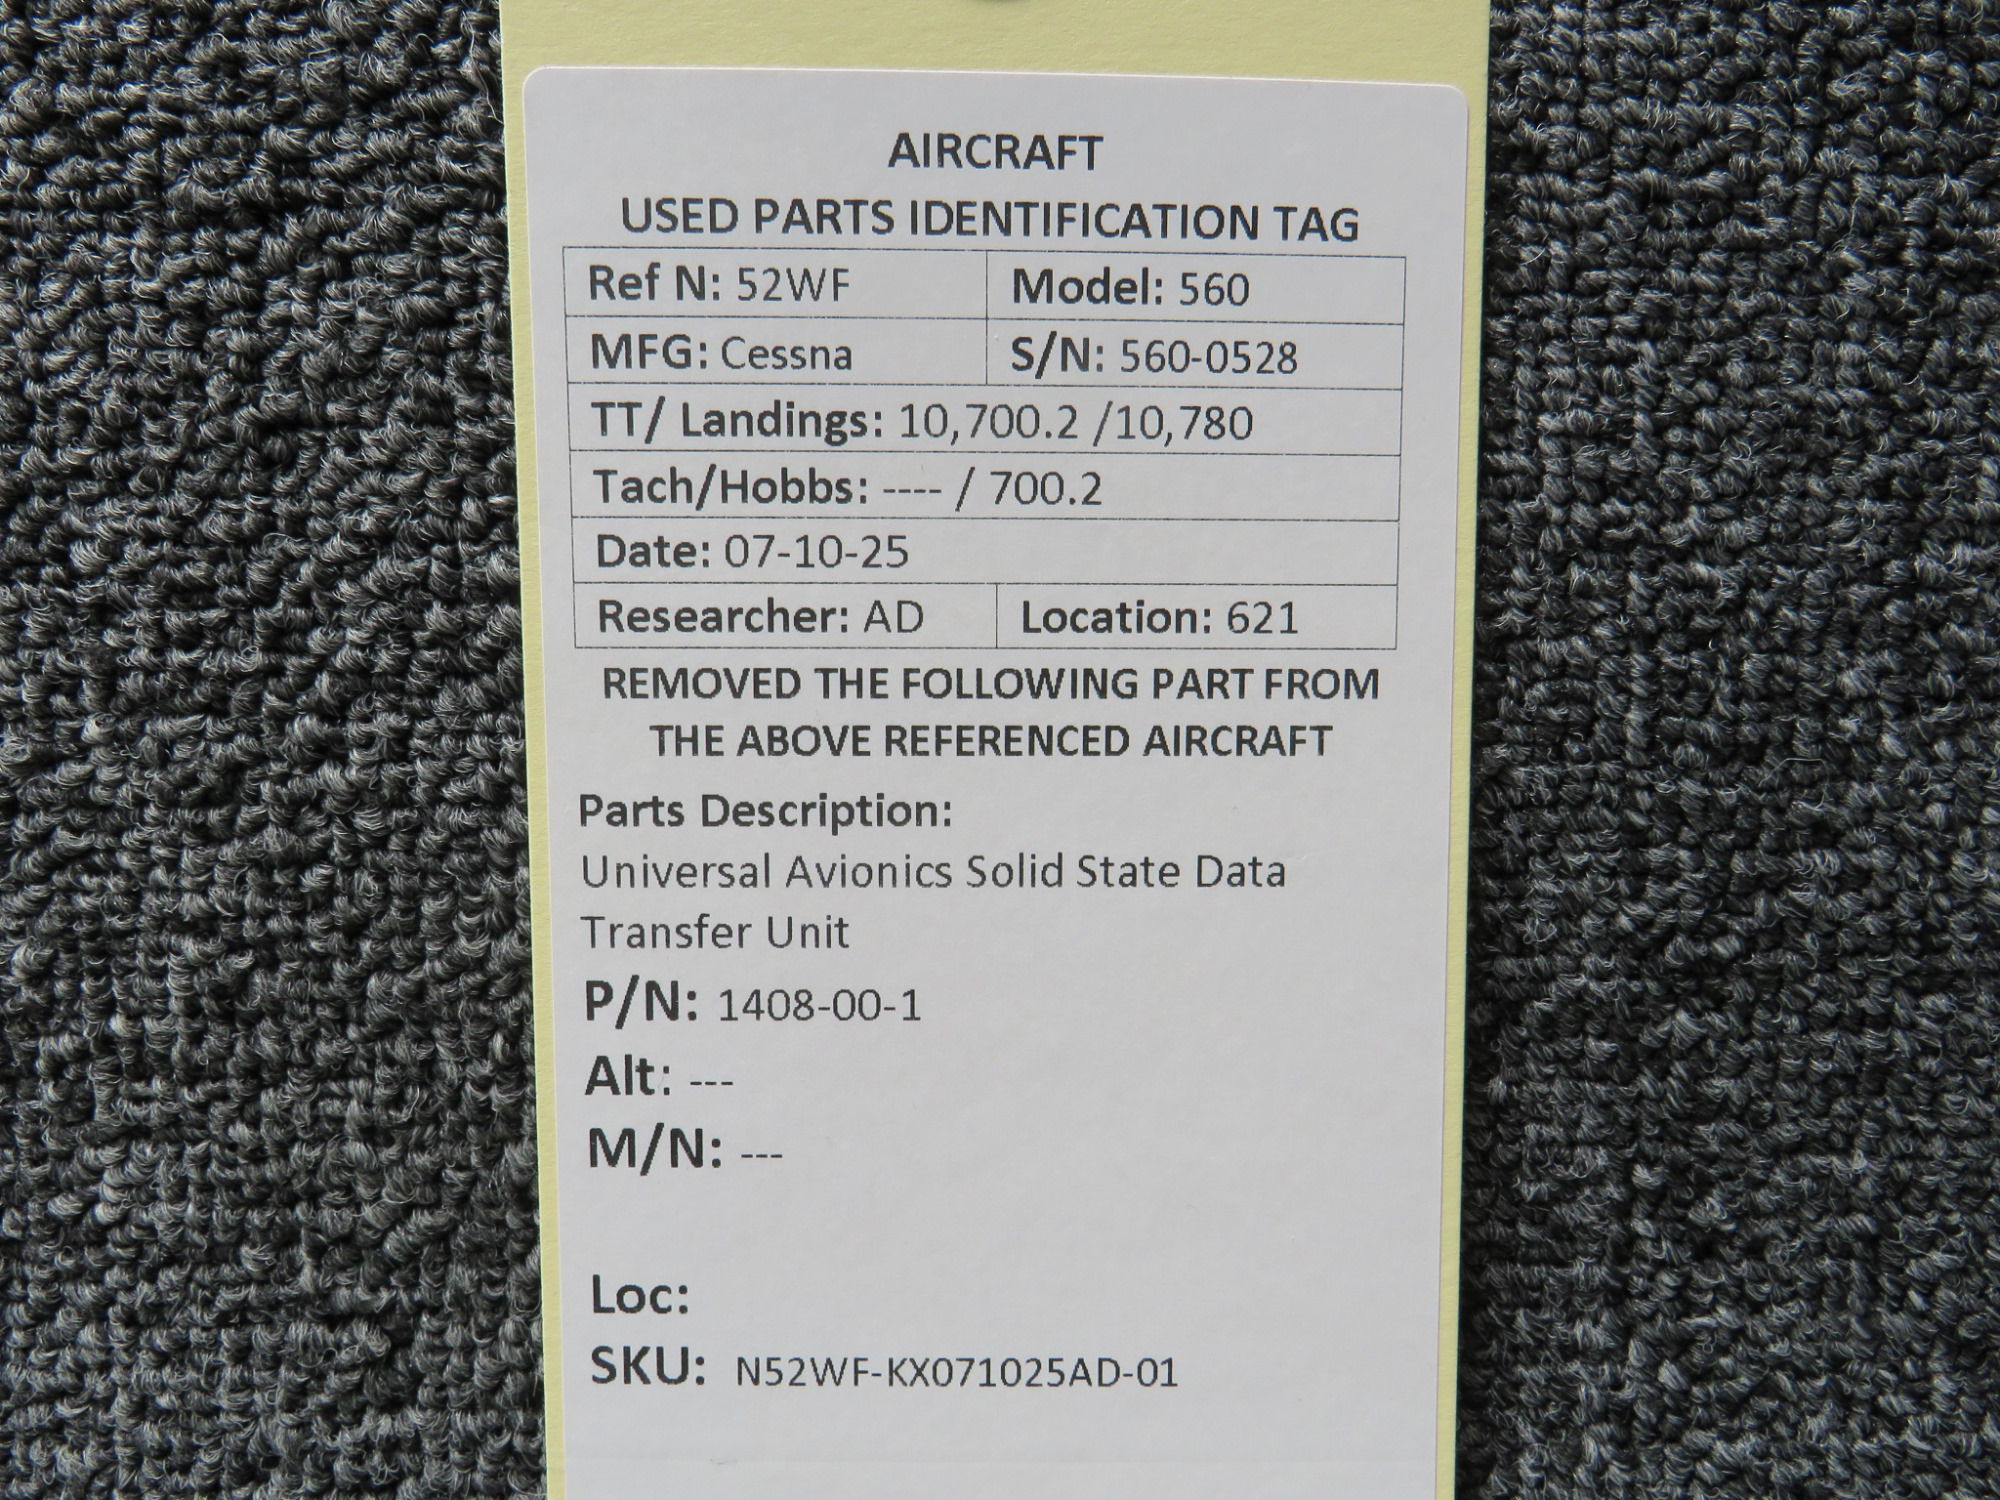 AIRCRAFT
USED PARTS IDENTIFICATION TAG
Ref N: 52WF Model: 560
MFG: Cessna S/N: 560-0528
TT/ Landings: 10,700.2 /10,780
Tach/Hobbs: ---- / 700.2
Date: 07-10-25
Researcher: AD Location: 621
REMOVED THE FOLLOWING PART FROM
THE ABOVE REFERENCED AIRCRAFT
Parts Description:
Universal Avionics Solid State Data
Transfer Unit
P/N: 1408-00-1
Alt: ---
M/N: ---
Loc:
SKU: N52WF-KX071025AD-01